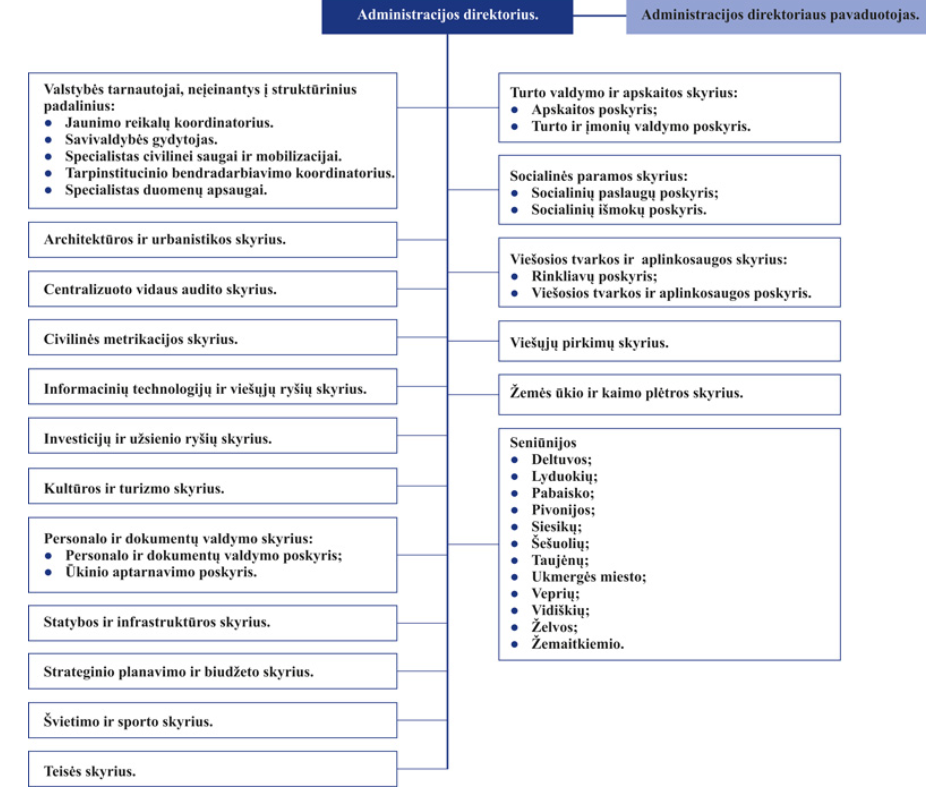 Administracijos direktorius.
Administracijos direktoriaus pavaduotojas.
Valstybės tarnautojai, neįeinantys į struktūrinius
padalinius:
● Jaunimo reikalų koordinatorius.
● Savivaldybės gydytojas.
● Specialistas civilinei saugai ir mobilizacijai.
● Tarpinstitucinio bendradarbiavimo koordinatorius.
● Specialistas duomenų apsaugai.
Architektūros ir urbanistikos skyrius.
Centralizuoto vidaus audito skyrius.
Civilinės metrikacijos skyrius.
Informacinių technologijų ir viešųjų ryšių skyrius.
Investicijų ir užsienio ryšių skyrius.
Kultūros ir turizmo skyrius.
Personalo ir dokumentų valdymo skyrius:
● Personalo ir dokumentų valdymo poskyris;
● Ūkinio aptarnavimo poskyris.
Statybos ir infrastruktūros skyrius.
Strateginio planavimo ir biudžeto skyrius.
Švietimo ir sporto skyrius.
Teisės skyrius.
Turto valdymo ir apskaitos skyrius:
● Apskaitos poskyris;
● Turto ir įmonių valdymo poskyris.
Socialinės paramos skyrius:
● Socialinių paslaugų poskyris;
● Socialinių išmokų poskyris.
Viešosios tvarkos ir aplinkosaugos skyrius:
● Rinkliavų poskyris;
● Viešosios tvarkos ir aplinkosaugos poskyris.
Viešųjų pirkimų skyrius.
Žemės ūkio ir kaimo plėtros skyrius.
Seniūnijos
● Deltuvos;
● Lyduokių;
● Pabaisko;
● Pivonijos;
● Siesikų;
● Šešuolių;
● Taujėnų;
● Ukmergės miesto;
● Veprių;
● Vidiškių;
● Želvos;
● Žemaitkiemio.